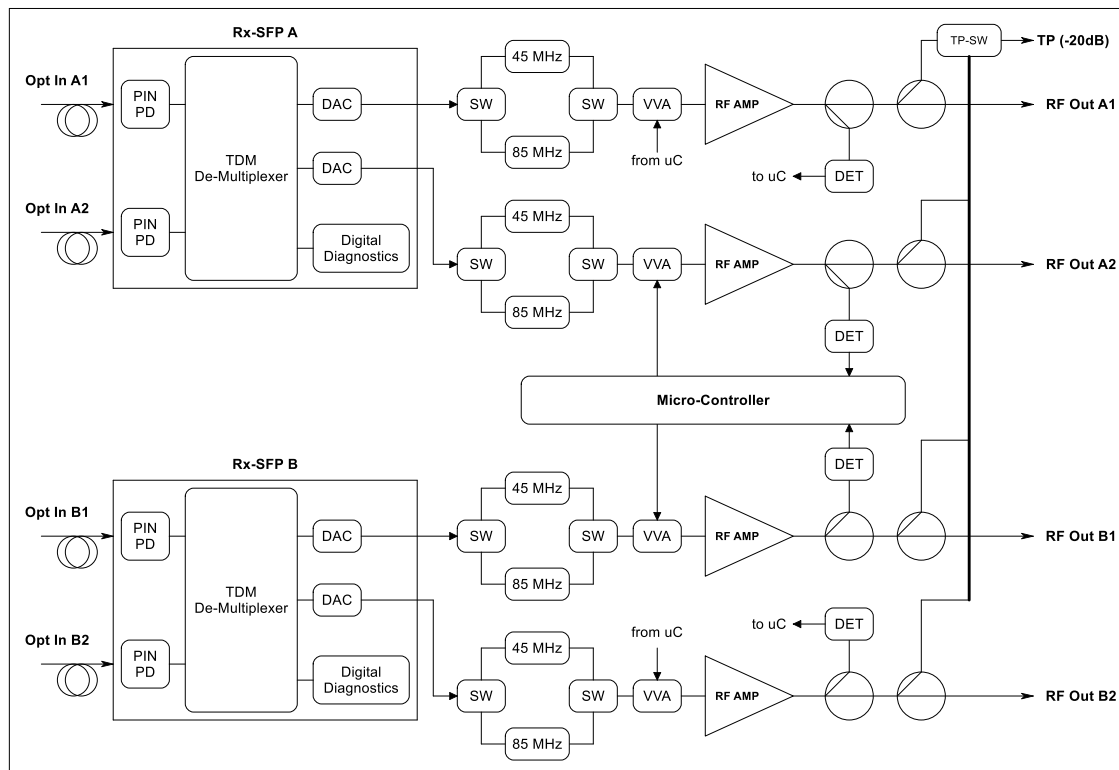 Rx-SFP A
TP-SW
TP (-20dB)
45 MHz
Opt In A1
PIN
PD
DAC
SW
SW
VVA
RF AMP
RF Out A1
85 MHz
from uC
TDM
De-Multiplexer
DAC
to uC
DET
Opt In A2
PIN
PD
Digital
Diagnostics
45 MHz
SW
SW
VVA
RF AMP
RF Out A2
85 MHz
DET
Micro-Controller
Rx-SFP B
DET
45 MHz
Opt In B1
PIN
PD
DAC
SW
SW
VVA
RF AMP
RF Out B1
85 MHz
TDM
De-Multiplexer
DAC
from uC
to uC
DET
Opt In B2
PIN
PD
Digital
Diagnostics
45 MHz
SW
SW
VVA
RF AMP
RF Out B2
85 MHz